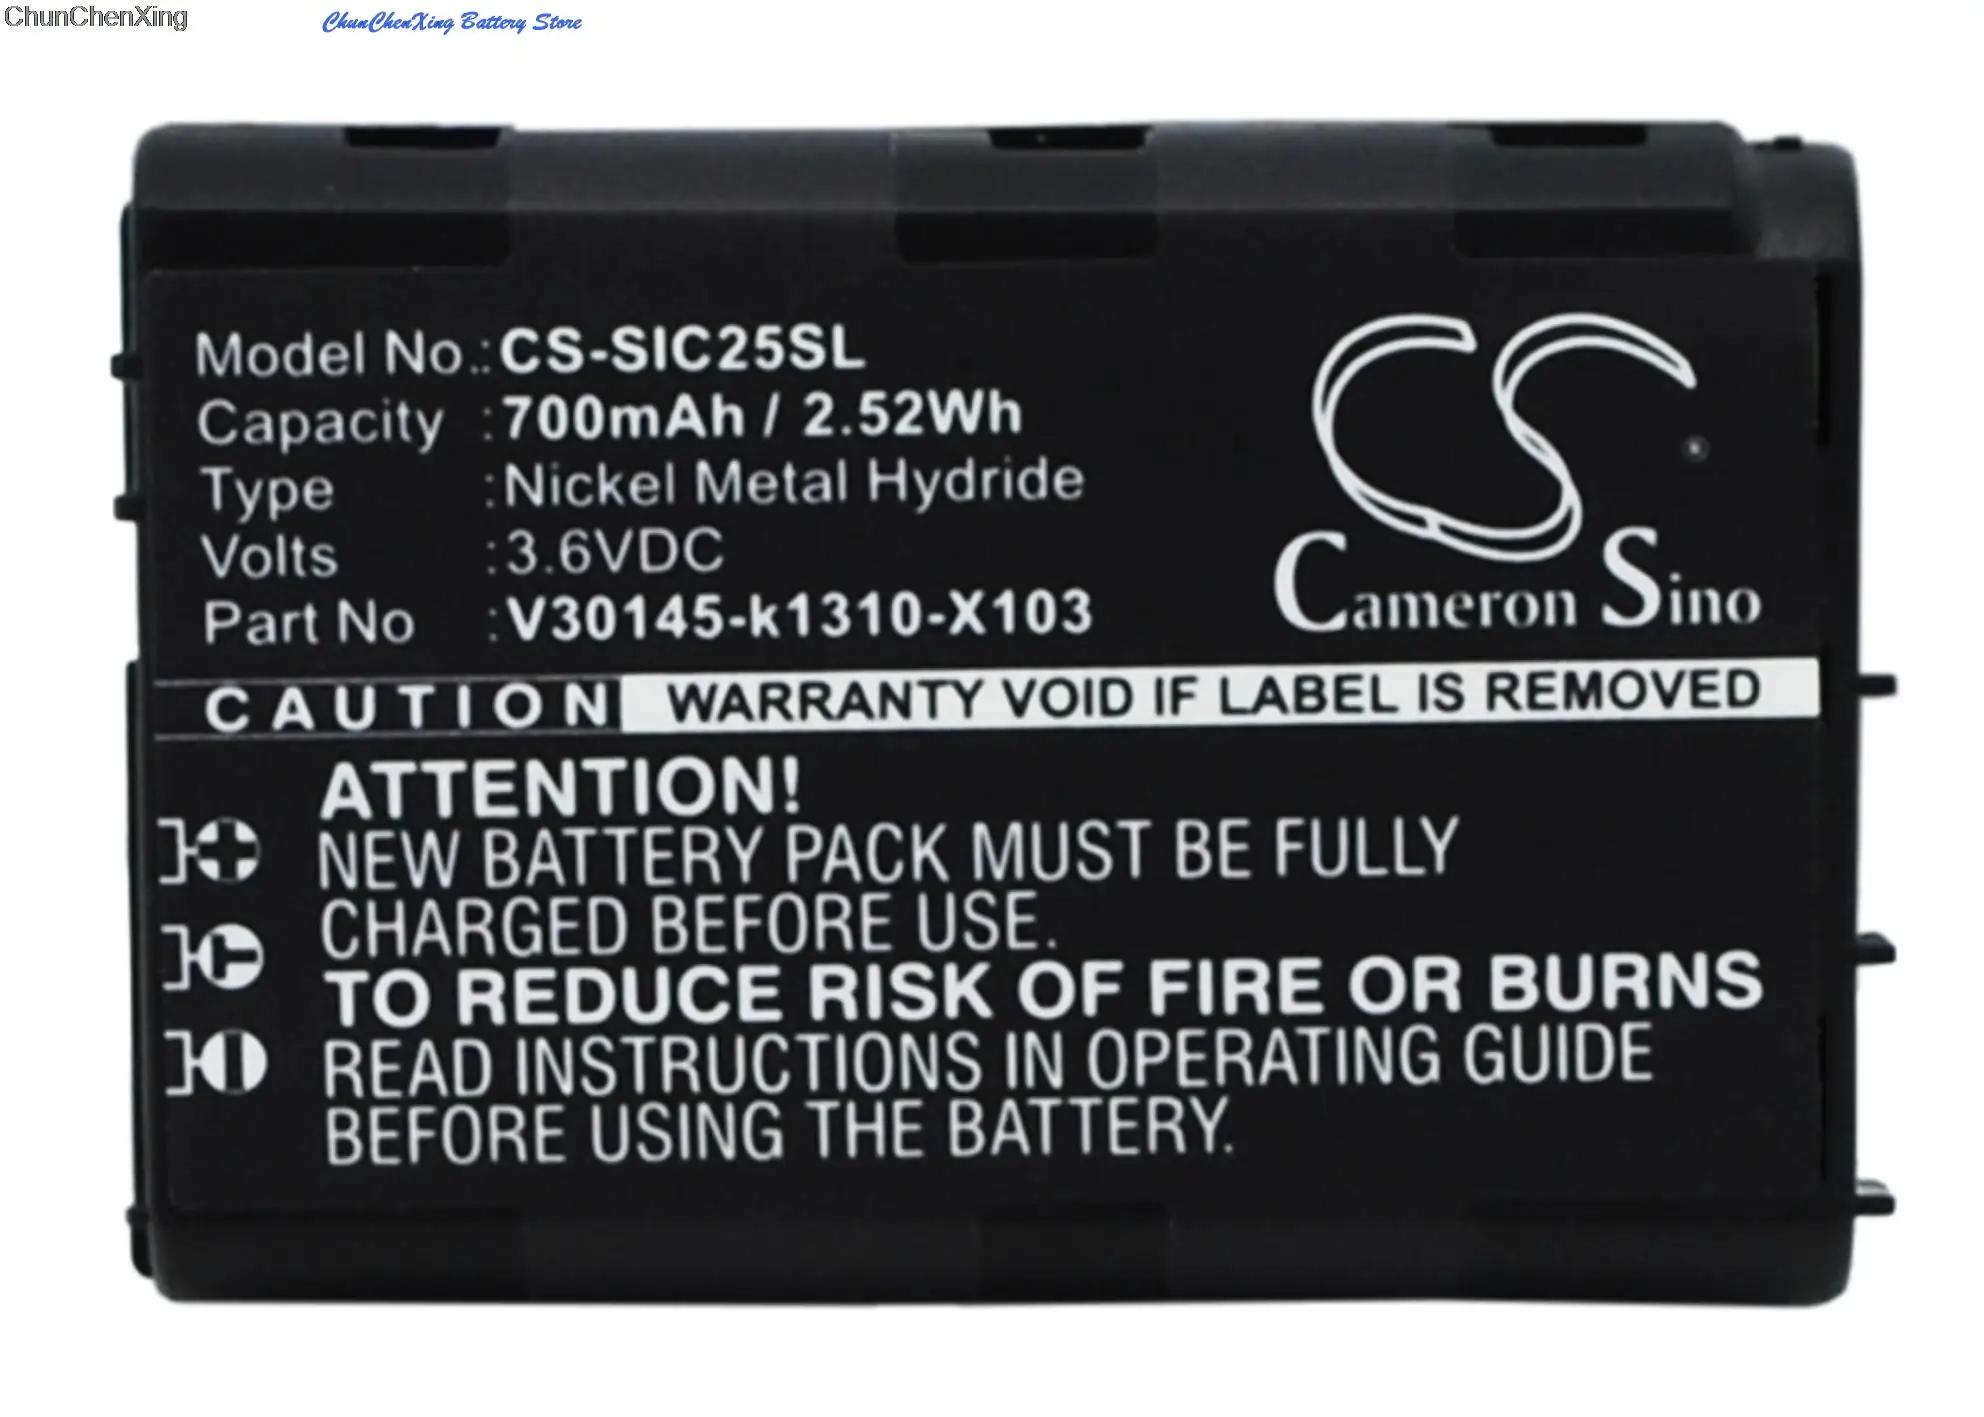 ChunChenXing
ChunChenXing Battery Store
Model No.: CS-SIC25SL
Capacity : 700mAh / 2.52Wh
Type : Nickel Metal Hydride
Volts : 3.6VDC
Part No : V30145-k1310-X103
CS
Cameron Sino
CAUTION WARRANTY VOID IF LABEL IS REMOVED
ATTENTION!
NEW BATTERY PACK MUST BE FULLY
CHARGED BEFORE USE.
TO REDUCE RISK OF FIRE OR BURNS
READ INSTRUCTIONS IN OPERATING GUIDE
BEFORE USING THE BATTERY.